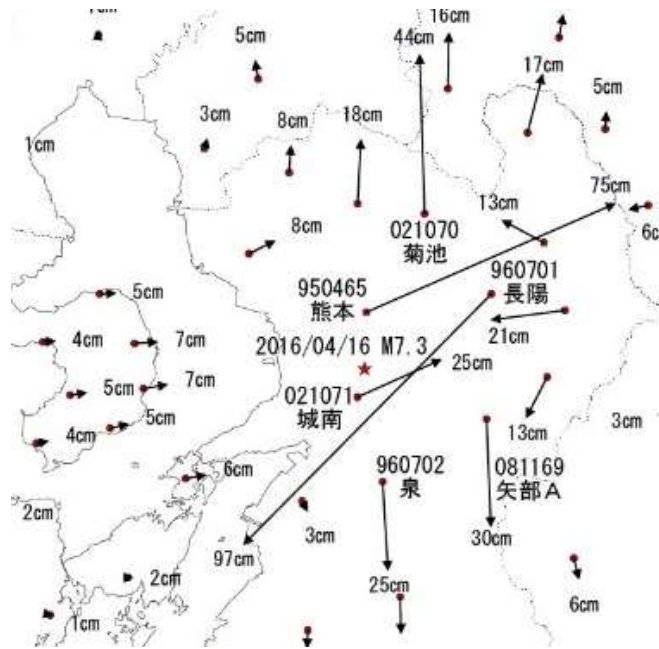 1cm
16cm
44cm
5cm
17cm
5cm
3cm
8cm
18cm
1cm
75cm
13cm
8cm
021070
菊池
6c
5cm
950465
熊本
960701
長陽
4cm
7cm
2016/04/16 M7.3
21cm
25cm
5cm
7cm
021071
城南
5cm
4cm
13cm
3cm
6cm
960702
泉
081169
矢部A
2cm
3cm
30cm
97cm
2cm
25cm
6cm
1cm